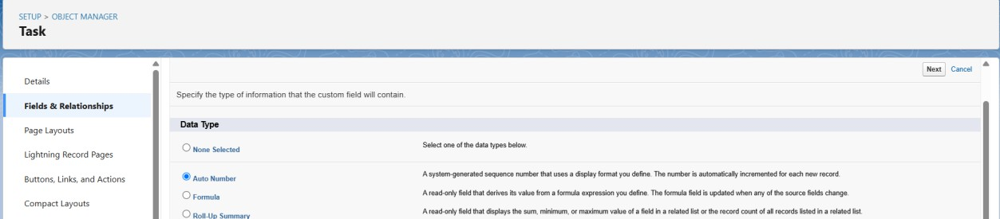 SETUP > OBJECT MANAGER
Task
Details
Fields & Relationships
Page Layouts
Lightning Record Pages
Buttons, Links, and Actions
Compact Layouts
Next Cancel
Specify the type of information that the custom field will contain.
Data Type
None Selected Select one of the data types below.
Auto Number A system-generated sequence number that uses a display format you define. The number is automatically incremented for each new record.
Formula A read-only field that derives its value from a formula expression you define. The formula field is updated when any of the source fields change.
Roll-Up Summary A read-only field that displays the sum, minimum, or maximum value of a field in a related list or the record count of all records listed in a related list.